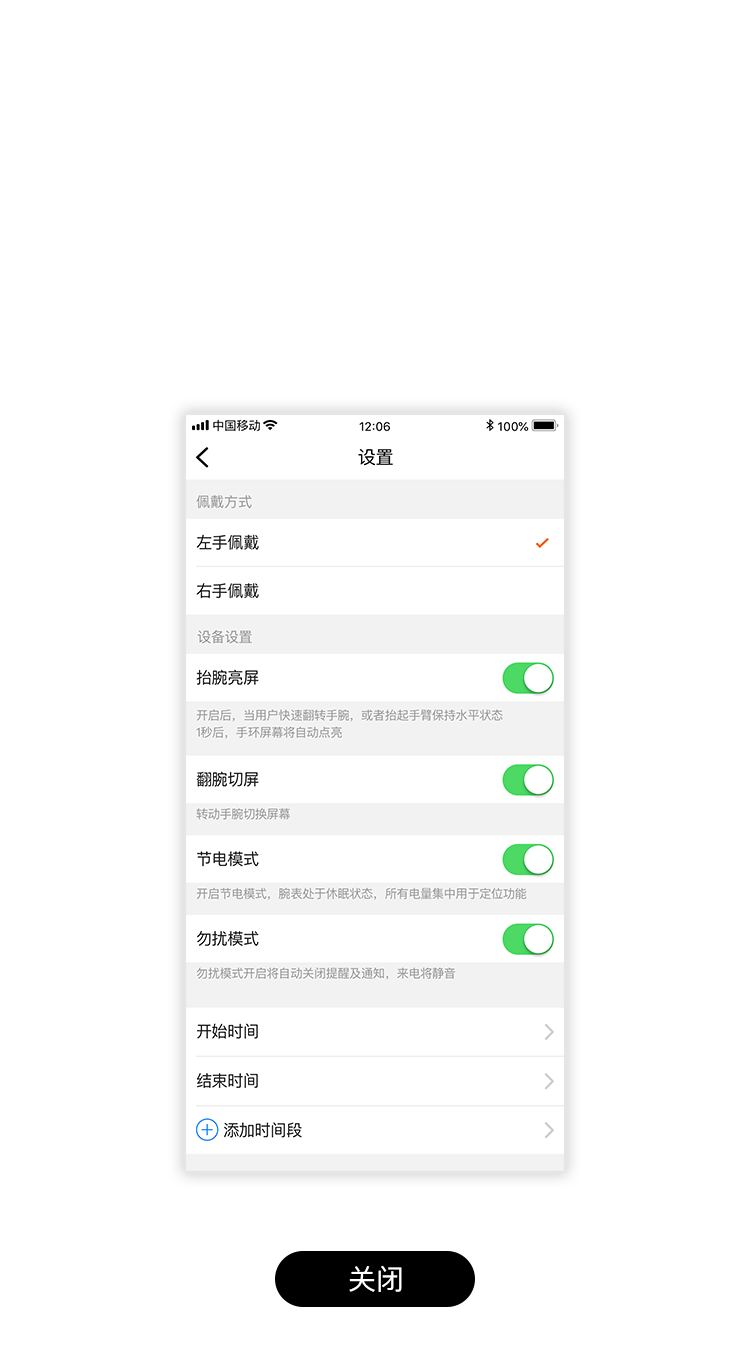 中国移动 12:06 100%
设置
佩戴方式
左手佩戴
右手佩戴
设备设置
抬腕亮屏
开启后，当用户快速翻转手腕，或者抬起手臂保持水平状态
1秒后，手环屏幕将自动点亮
翻腕切屏
转动手腕切换屏幕
节电模式
开启节电模式，腕表处于休眠状态，所有电量集中用于定位功能
勿扰模式
勿扰模式开启将自动关闭提醒及通知，来电将静音
开始时间
结束时间
添加时间段
关闭